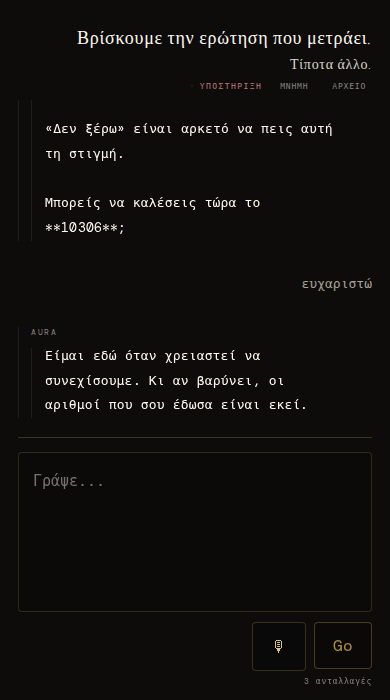 Βρίσκουμε την ερώτηση που μετράει.
Τίποτα άλλο.
ΥΠΟΣΤΗΡΙΞΗ ΜΝΗΜΗ ΑΡΧΕΙΟ
«Δεν ξέρω» είναι αρκετό να πεις αυτή
τη στιγμή.
Μπορείς να καλέσεις τώρα το
**10306**;
ευχαριστώ
AURA
Είμαι εδώ όταν χρειαστεί να
συνεχίσουμε. Κι αν βαρύνει, οι
αριθμοί που σου έδωσα είναι εκεί.
Γράψε...
Go
3 ανταλλαγές